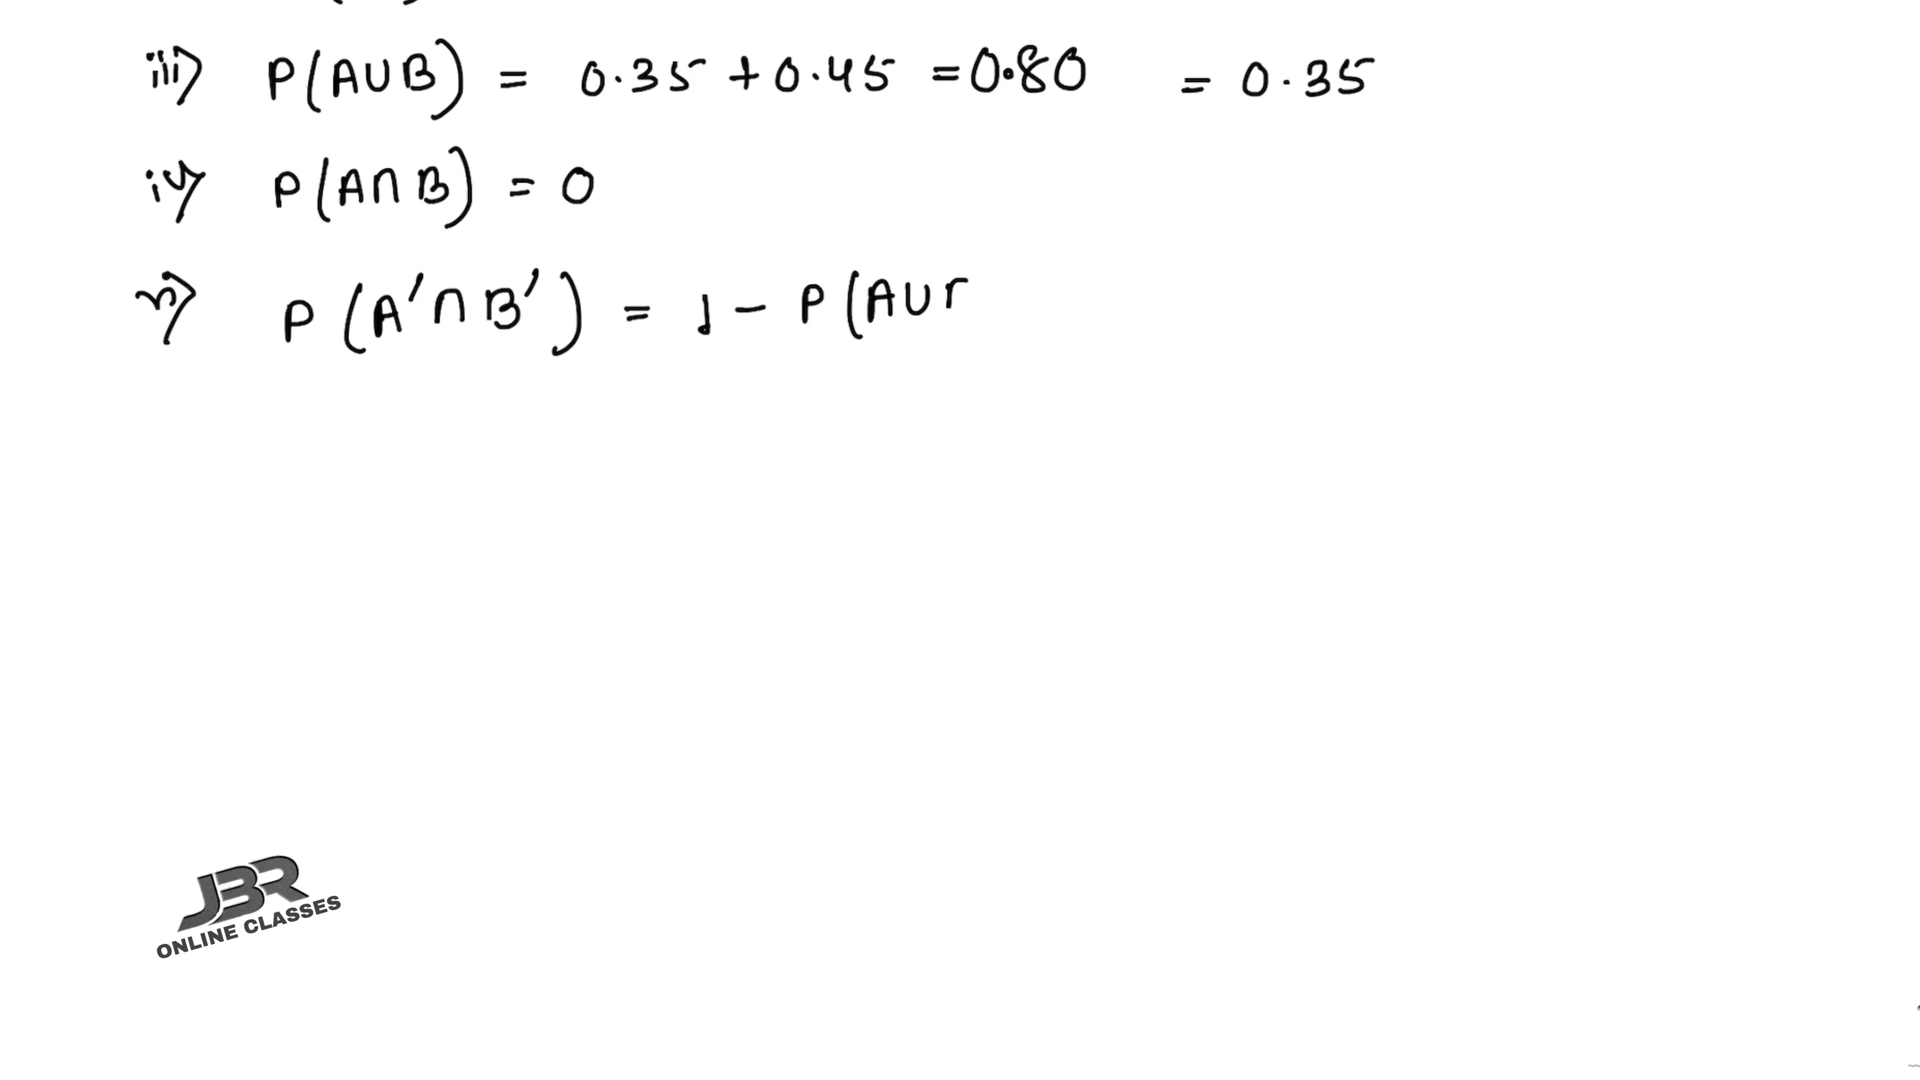 iii) P(A∪B) = 0.35 + 0.45 = 0.80 = 0.35
iv) P(A∩B) = 0
v) P(A'∩B') = 1 - P(A∪
JBR
ONLINE CLASSES